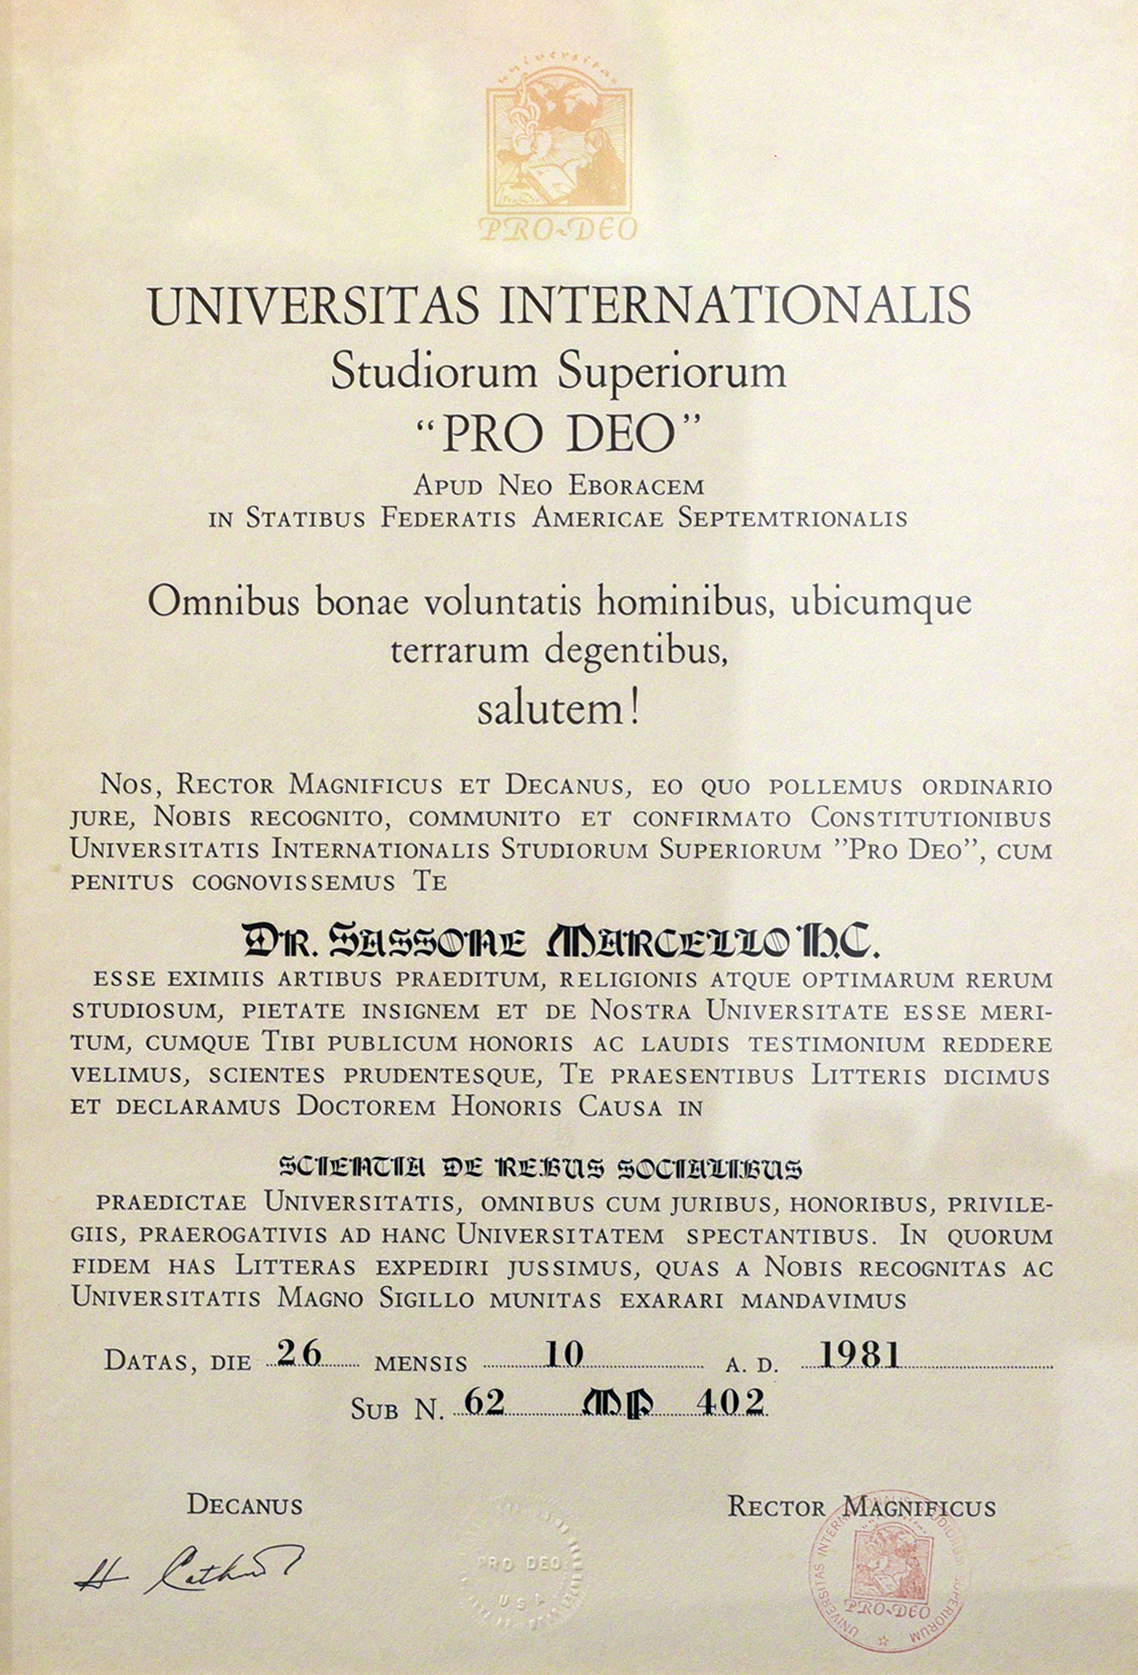 universitas
PRO-DEO
UNIVERSITAS INTERNATIONALIS
Studiorum Superiorum
“PRO DEO”
APUD NEO EBORACEM
IN STATIBUS FEDERATIS AMERICAE SEPTEMTRIONALIS
Omnibus bonae voluntatis hominibus, ubicumque
terrarum degentibus,
salutem!
NOS, RECTOR MAGNIFICUS ET DECANUS, EO QUO POLLEMUS ORDINARIO
JURE, NOBIS RECOGNITO, COMMUNITO ET CONFIRMATO CONSTITUTIONIBUS
UNIVERSITATIS INTERNATIONALIS STUDIORUM SUPERIORUM ”PRO DEO”, CUM
PENITUS COGNOVISSEMUS TE
DR. SASSONE MARCELLO H.C.
ESSE EXIMIIS ARTIBUS PRAEDITUM, RELIGIONIS ATQUE OPTIMARUM RERUM
STUDIOSUM, PIETATE INSIGNEM ET DE NOSTRA UNIVERSITATE ESSE MERI-
TUM, CUMQUE TIBI PUBLICUM HONORIS AC LAUDIS TESTIMONIUM REDDERE
VELIMUS, SCIENTES PRUDENTESQUE, TE PRAESENTIBUS LITTERIS DICIMUS
ET DECLARAMUS DOCTOREM HONORIS CAUSA IN
SCIENTIA DE REBUS SOCIALIBUS
PRAEDICTAE UNIVERSITATIS, OMNIBUS CUM JURIBUS, HONORIBUS, PRIVILE-
GIIS, PRAEROGATIVIS AD HANC UNIVERSITATEM SPECTANTIBUS. IN QUORUM
FIDEM HAS LITTERAS EXPEDIRI JUSSIMUS, QUAS A NOBIS RECOGNITAS AC
UNIVERSITATIS MAGNO SIGILLO MUNITAS EXARARI MANDAVIMUS
DATAS, DIE 26 MENSIS 10 A. D. 1981
SUB N. 62 MP 402
DECANUS
RECTOR MAGNIFICUS
PRO DEO
USA
UNIVERSITAS INTERNATIONALIS STUDIORUM SUPERIORUM
PRO-DEO